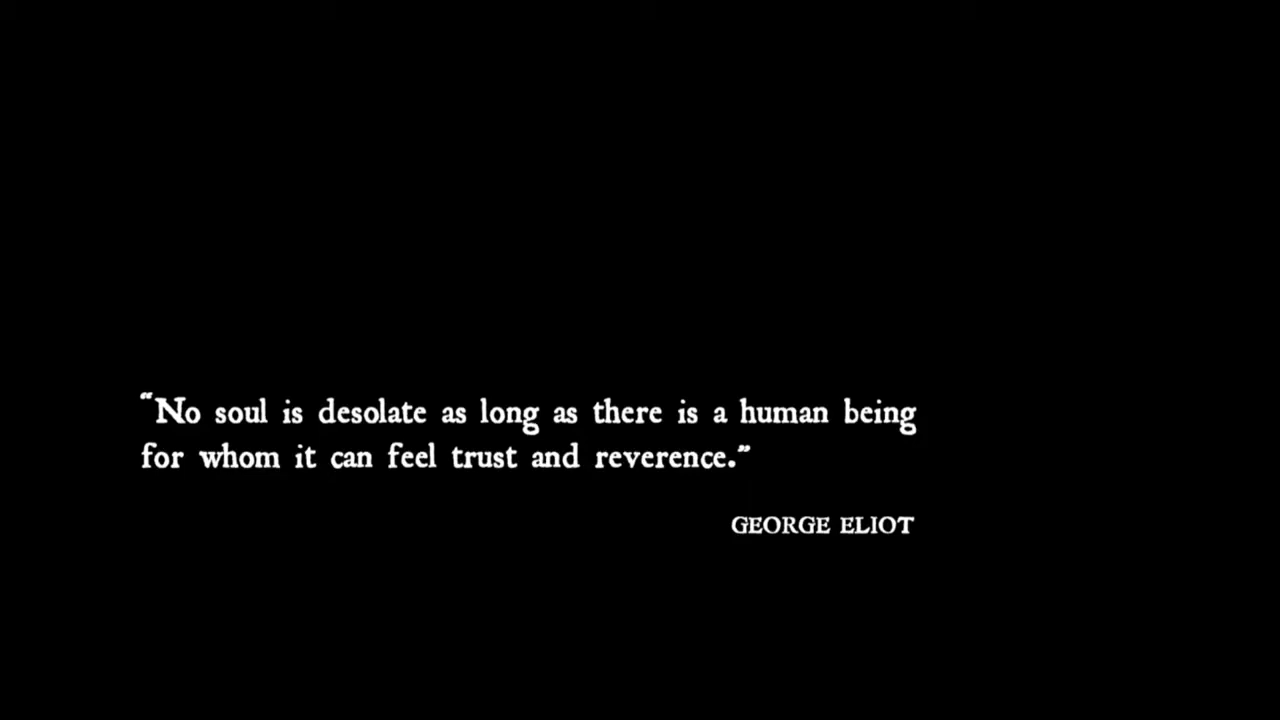 “No soul is desolate as long as there is a human being
for whom it can feel trust and reverence.”
GEORGE ELIOT